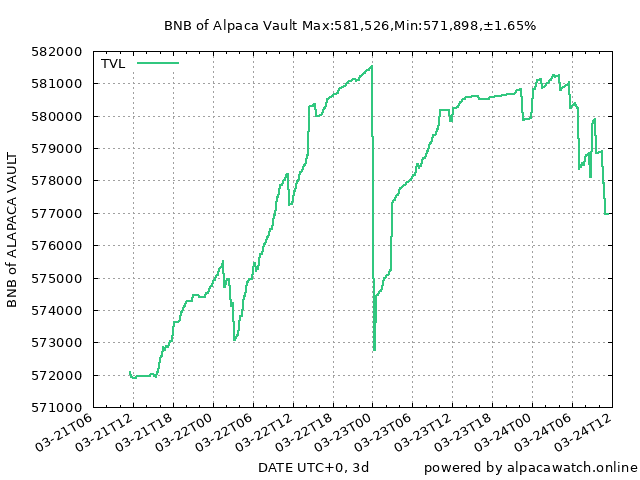 BNB of Alpaca Vault Max:581,526,Min:571,898,±1.65%
TVL
582000
581000
580000
579000
578000
577000
576000
575000
574000
573000
572000
571000
BNB of ALAPACA VAULT
03-21T06
03-21T12
03-21T18
03-22T00
03-22T06
03-22T12
03-22T18
03-23T00
03-23T06
03-23T12
03-23T18
03-24T00
03-24T06
03-24T12
DATE UTC+0, 3d
powered by alpacawatch.online